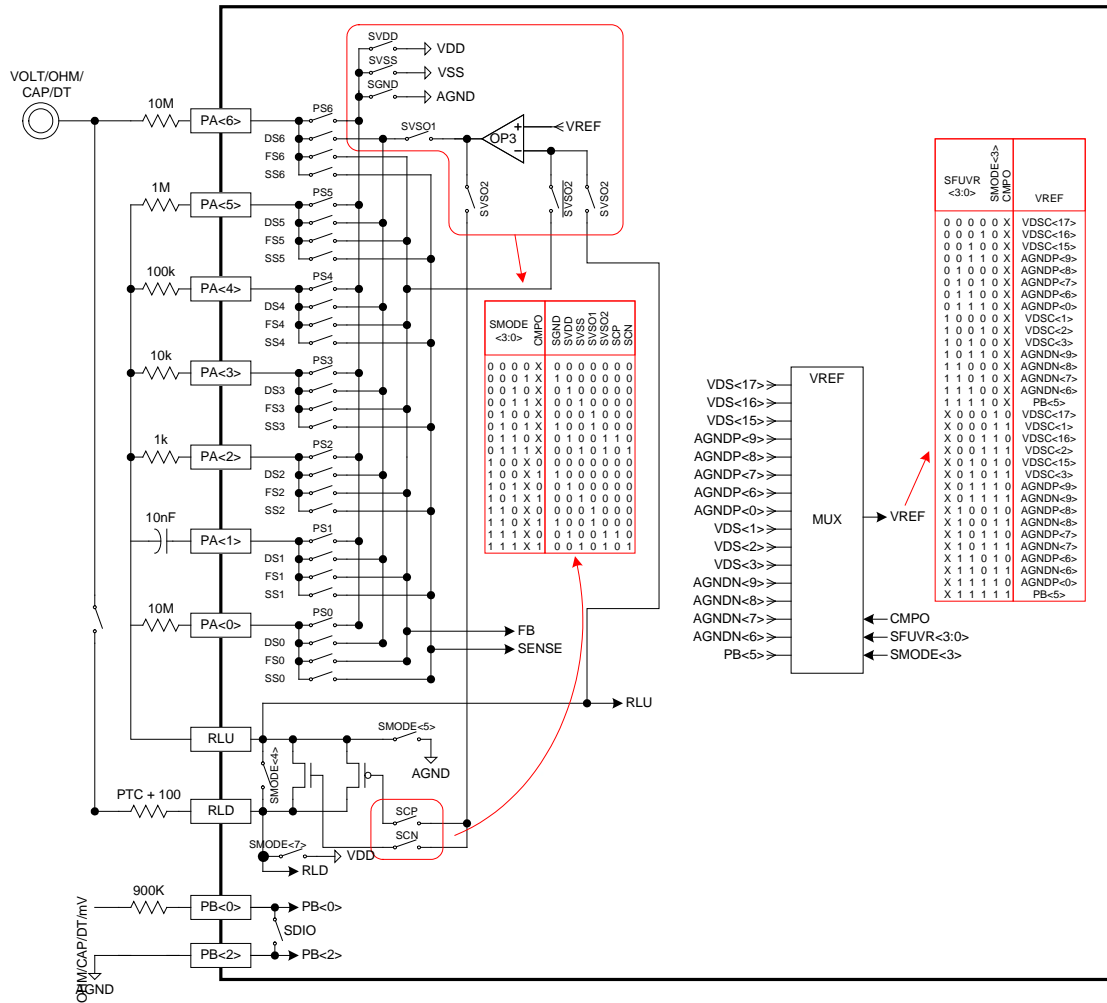 VOLT/OHM/
CAP/DT
SVDD
VDD
SVSS
VSS
SGND
AGND
10M
PA<6>
PS6
DS6
FS6
SS6
SVSO1
OP3
+
−
VREF
SVSO2
SVSO2
SVSO2
1M
PA<5>
PS5
DS5
FS5
SS5
100k
PA<4>
PS4
DS4
FS4
SS4
10k
PA<3>
PS3
DS3
FS3
SS3
1k
PA<2>
PS2
DS2
FS2
SS2
10nF
PA<1>
PS1
DS1
FS1
SS1
10M
PA<0>
PS0
DS0
FS0
SS0
FB
SENSE
RLU
RLU
SMODE<5>
AGND
SMODE<4>
PTC + 100
RLD
SCP
SCN
SMODE<7>
VDD
RLD
900K
PB<0>
PB<0>
SDIO
PB<2>
PB<2>
OHM/CAP/DT/mV
AGND
SMODE <3:0> CMPO SGND SVDD SVSS SVSO1 SVSO2 SCP SCN
0 0 0 0 X 0 0 0 0 0 0 0
0 0 0 1 X 1 0 0 0 0 0 0
0 0 1 0 X 0 1 0 0 0 0 0
0 0 1 1 X 0 0 1 0 0 0 0
0 1 0 0 X 0 0 0 1 0 0 0
0 1 0 1 X 1 0 0 1 0 0 0
0 1 1 0 X 0 1 0 0 1 1 0
0 1 1 1 X 0 0 1 0 1 0 1
1 0 0 X 0 0 0 0 0 0 0 0
1 0 0 X 1 1 0 0 0 0 0 0
1 0 1 X 0 0 1 0 0 0 0 0
1 0 1 X 1 0 0 1 0 0 0 0
1 1 0 X 0 0 0 0 1 0 0 0
1 1 0 X 1 1 0 0 1 0 0 0
1 1 1 X 0 0 1 0 0 1 1 0
1 1 1 X 1 0 0 1 0 1 0 1
VREF
MUX
VDS<17>
VDS<16>
VDS<15>
AGNDP<9>
AGNDP<8>
AGNDP<7>
AGNDP<6>
AGNDP<0>
VDS<1>
VDS<2>
VDS<3>
AGNDN<9>
AGNDN<8>
AGNDN<7>
AGNDN<6>
PB<5>
VREF
CMPO
SFUVR<3:0>
SMODE<3>
SFUVR <3:0> SMODE<3> CMPO VREF
0 0 0 0 0 X VDSC<17>
0 0 0 1 0 X VDSC<16>
0 0 1 0 0 X VDSC<15>
0 0 1 1 0 X AGNDP<9>
0 1 0 0 0 X AGNDP<8>
0 1 0 1 0 X AGNDP<7>
0 1 1 0 0 X AGNDP<6>
0 1 1 1 0 X AGNDP<0>
1 0 0 0 0 X VDSC<1>
1 0 0 1 0 X VDSC<2>
1 0 1 0 0 X VDSC<3>
1 0 1 1 0 X AGNDN<9>
1 1 0 0 0 X AGNDN<8>
1 1 0 1 0 X AGNDN<7>
1 1 1 0 0 X AGNDN<6>
1 1 1 1 0 X PB<5>
X 0 0 0 1 0 VDSC<17>
X 0 0 0 1 1 VDSC<1>
X 0 0 1 1 0 VDSC<16>
X 0 0 1 1 1 VDSC<2>
X 0 1 0 1 0 VDSC<15>
X 0 1 0 1 1 VDSC<3>
X 0 1 1 1 0 AGNDP<9>
X 0 1 1 1 1 AGNDN<9>
X 1 0 0 1 0 AGNDP<8>
X 1 0 0 1 1 AGNDN<8>
X 1 0 1 1 0 AGNDP<7>
X 1 0 1 1 1 AGNDN<7>
X 1 1 0 1 0 AGNDP<6>
X 1 1 0 1 1 AGNDN<6>
X 1 1 1 1 0 AGNDP<0>
X 1 1 1 1 1 PB<5>